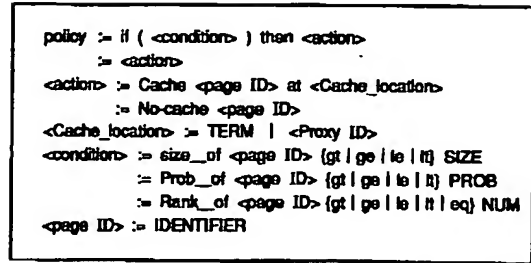 policy := if ( <condition> ) then <action>
:= <action>
<action> := Cache <page ID> at <Cache_location>
:= No-cache <page ID>
<Cache_location> := TERM | <Proxy ID>
<condition> := size_of <page ID> {gt | ge | le | lt} SIZE
:= Prob_of <page ID> {gt | ge | le | lt} PROB
:= Rank_of <page ID> {gt | ge | le | lt | eq} NUM
<page ID> := IDENTIFIER